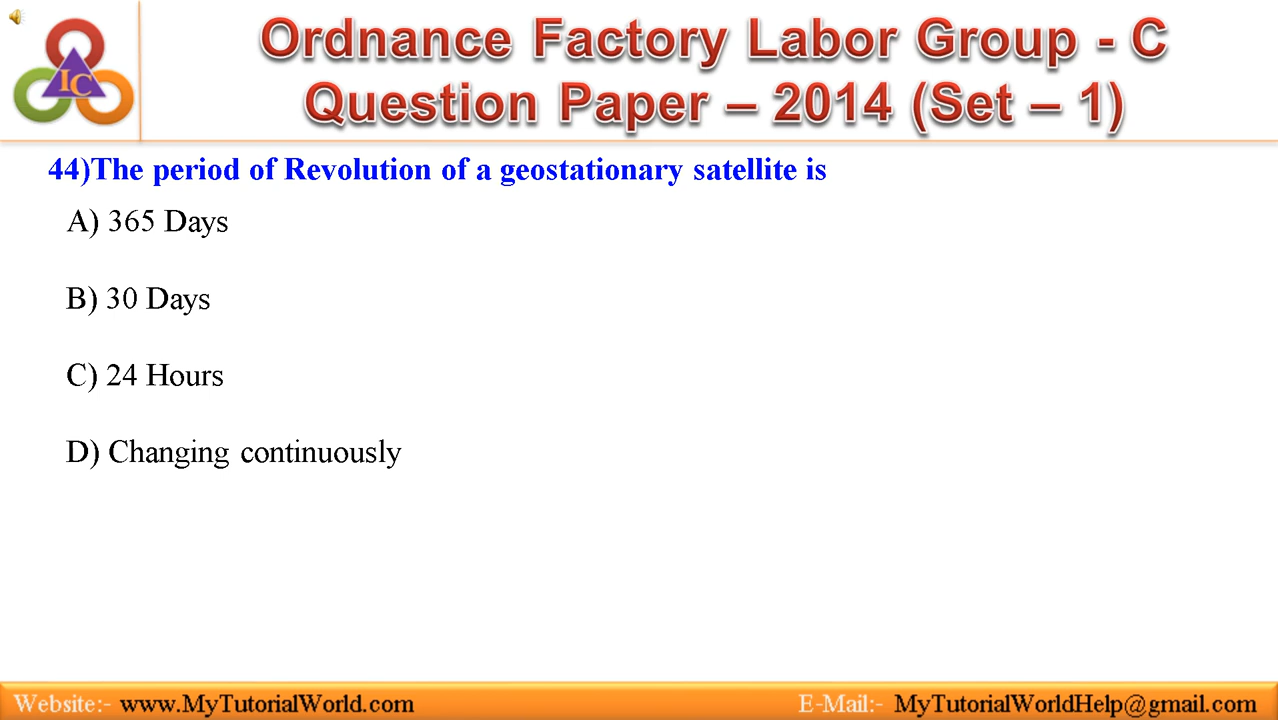 Ordnance Factory Labor Group - C
Question Paper – 2014 (Set – 1)
IC
44)The period of Revolution of a geostationary satellite is
A) 365 Days
B) 30 Days
C) 24 Hours
D) Changing continuously
Website:- www.MyTutorialWorld.com E-Mail:- MyTutorialWorldHelp@gmail.com